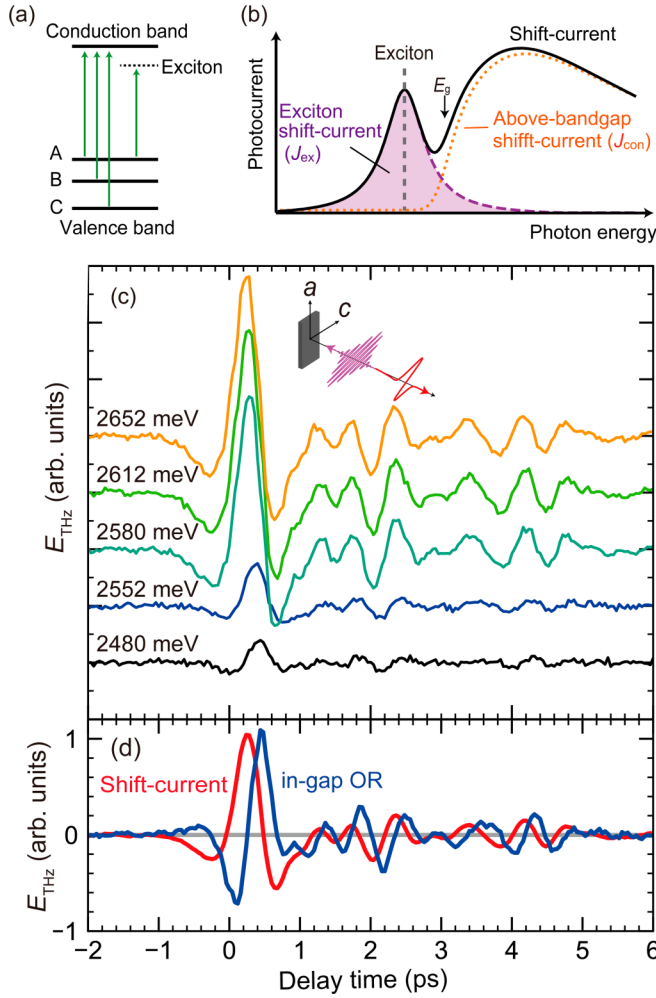 (a)
Conduction band
Exciton
A
B
C
Valence band
(b)
Photocurrent
Exciton
Eg
Shift-current
Exciton
shift-current
(Jex)
Above-bandgap
shifft-current (Jcon)
Photon energy
(c)
a
c
2652 meV
2612 meV
2580 meV
2552 meV
2480 meV
ETHz (arb. units)
(d)
Shift-current
in-gap OR
1
0
−1
ETHz (arb. units)
−2
−1
0
1
2
3
4
5
6
Delay time (ps)